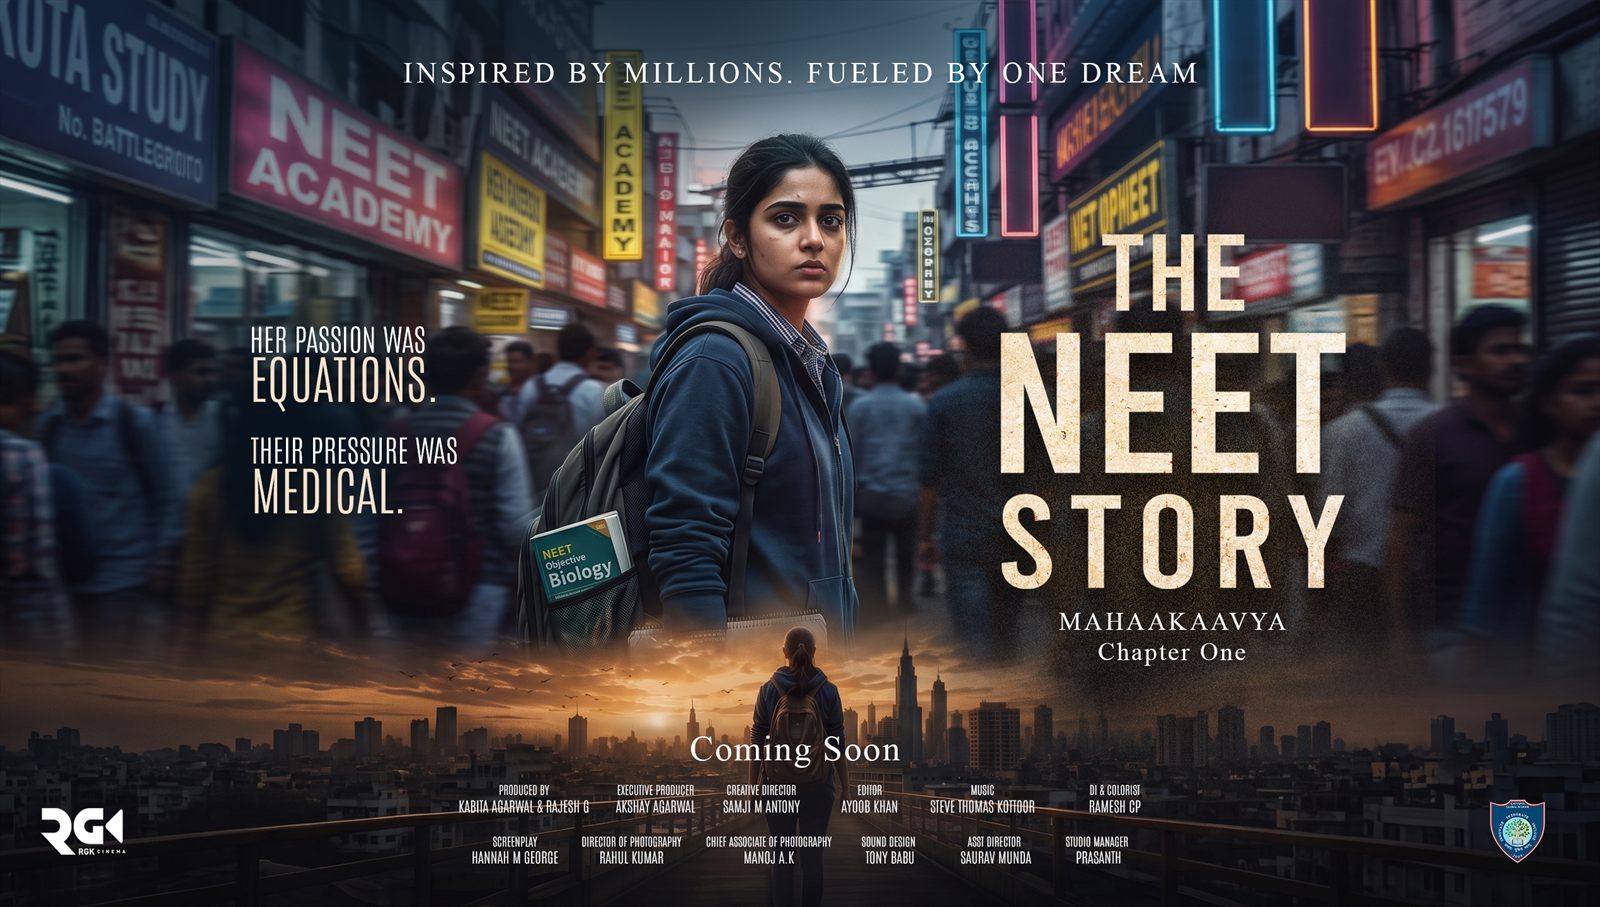 INSPIRED BY MILLIONS. FUELED BY ONE DREAM
KOTA STUDY
No.
NEET
ACADEMY
NEET
ACADEMY
HER PASSION WAS
EQUATIONS.
THEIR PRESSURE WAS
MEDICAL.
NEET
Objective
Biology
THE
NEET
STORY
MAHAAKAAVYA
Chapter One
Coming Soon
PRODUCED BY
KABITA AGARWAL & RAJESH G
EXECUTIVE PRODUCER
AKSHAY AGARWAL
CREATIVE DIRECTOR
SAMJI M ANTONY
EDITOR
AYOOB KHAN
MUSIC
STEVE THOMAS KOTTOOR
DI & COLORIST
RAMESH CP
SCREENPLAY
HANNAH M GEORGE
DIRECTOR OF PHOTOGRAPHY
RAHUL KUMAR
CHIEF ASSOCIATE OF PHOTOGRAPHY
MANOJ A.K
SOUND DESIGN
TONY BABU
ASST DIRECTOR
SAURAV MUNDA
STUDIO MANAGER
PRASANTH
RGK
RGK CINEMA